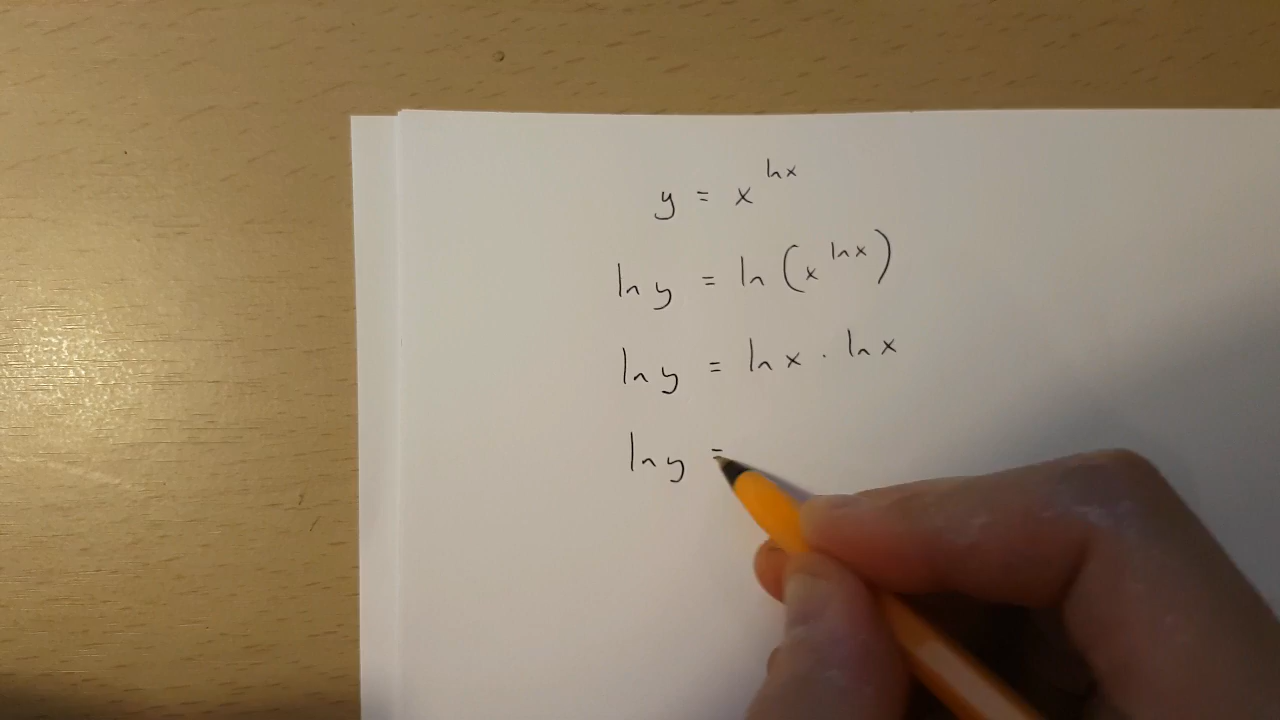 y = x^{ln x}
ln y = ln (x^{ln x})
ln y = ln x · ln x
ln y =